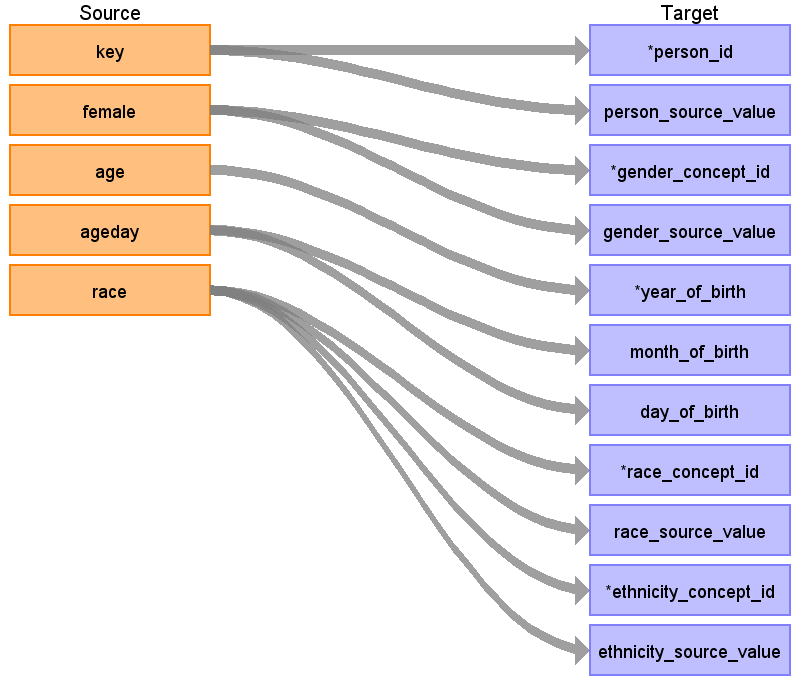 Source
Target
key
*person_id
person_source_value
female
*gender_concept_id
age
gender_source_value
ageday
*year_of_birth
race
month_of_birth
day_of_birth
*race_concept_id
race_source_value
*ethnicity_concept_id
ethnicity_source_value